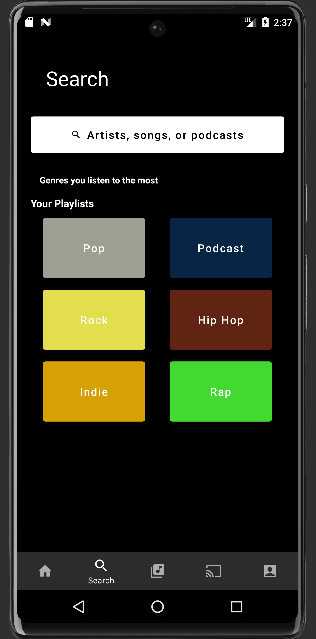 2:37
Search
Artists, songs, or podcasts
Genres you listen to the most
Your Playlists
Pop
Podcast
Rock
Hip Hop
Indie
Rap
Search